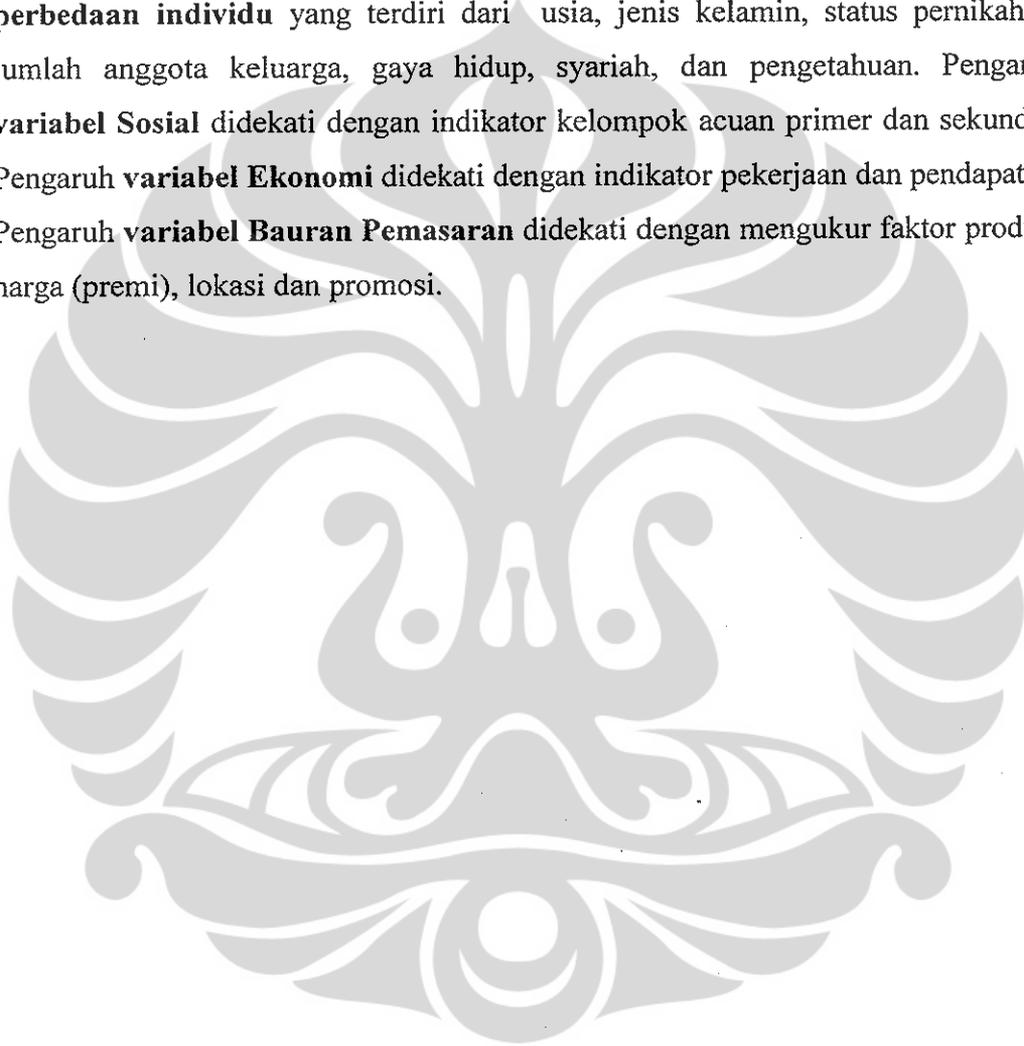 perbedaan individu yang terdiri dari usia, jenis kelamin, status pernikah
umlah anggota keluarga, gaya hidup, syariah, dan pengetahuan. Pengar
variabel Sosial didekati dengan indikator kelompok acuan primer dan sekund
Pengaruh variabel Ekonomi didekati dengan indikator pekerjaan dan pendapat
Pengaruh variabel Bauran Pemasaran didekati dengan mengukur faktor prod
harga (premi), lokasi dan promosi.